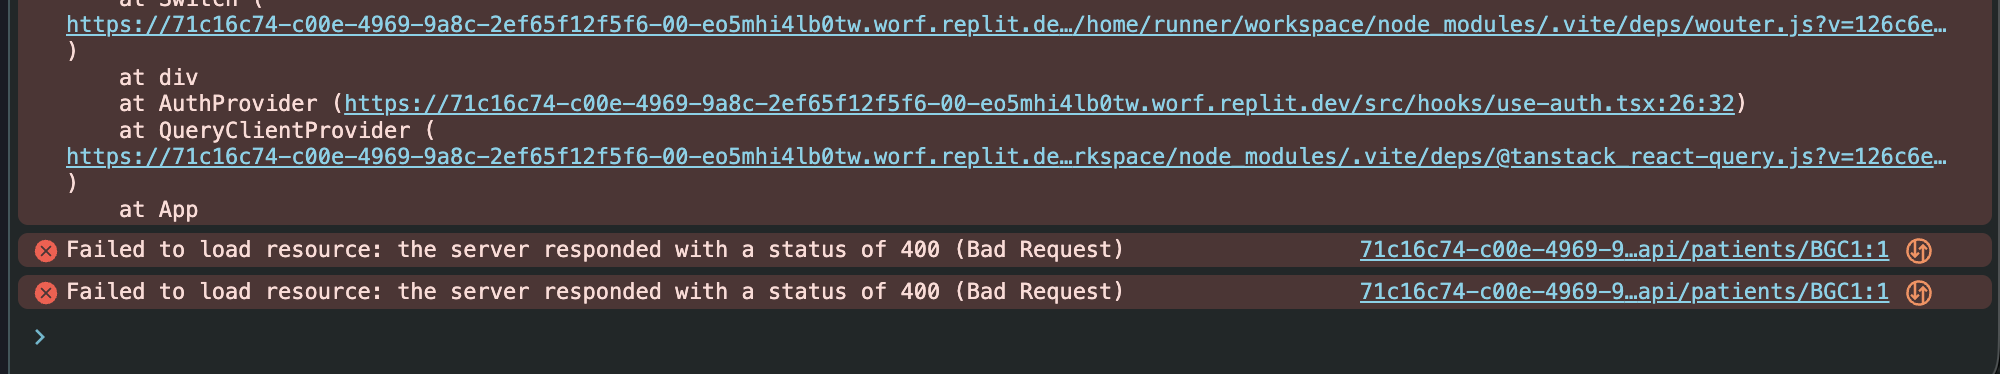 at Switch (
https://71c16c74-c00e-4969-9a8c-2ef65f12f5f6-00-eo5mhi4lb0tw.worf.replit.de…/home/runner/workspace/node_modules/.vite/deps/wouter.js?v=126c6e…
)
at div
at AuthProvider (https://71c16c74-c00e-4969-9a8c-2ef65f12f5f6-00-eo5mhi4lb0tw.worf.replit.dev/src/hooks/use-auth.tsx:26:32)
at QueryClientProvider (
https://71c16c74-c00e-4969-9a8c-2ef65f12f5f6-00-eo5mhi4lb0tw.worf.replit.de…rkspace/node_modules/.vite/deps/@tanstack_react-query.js?v=126c6e…
)
at App
Failed to load resource: the server responded with a status of 400 (Bad Request) 71c16c74-c00e-4969-9…api/patients/BGC1:1
Failed to load resource: the server responded with a status of 400 (Bad Request) 71c16c74-c00e-4969-9…api/patients/BGC1:1